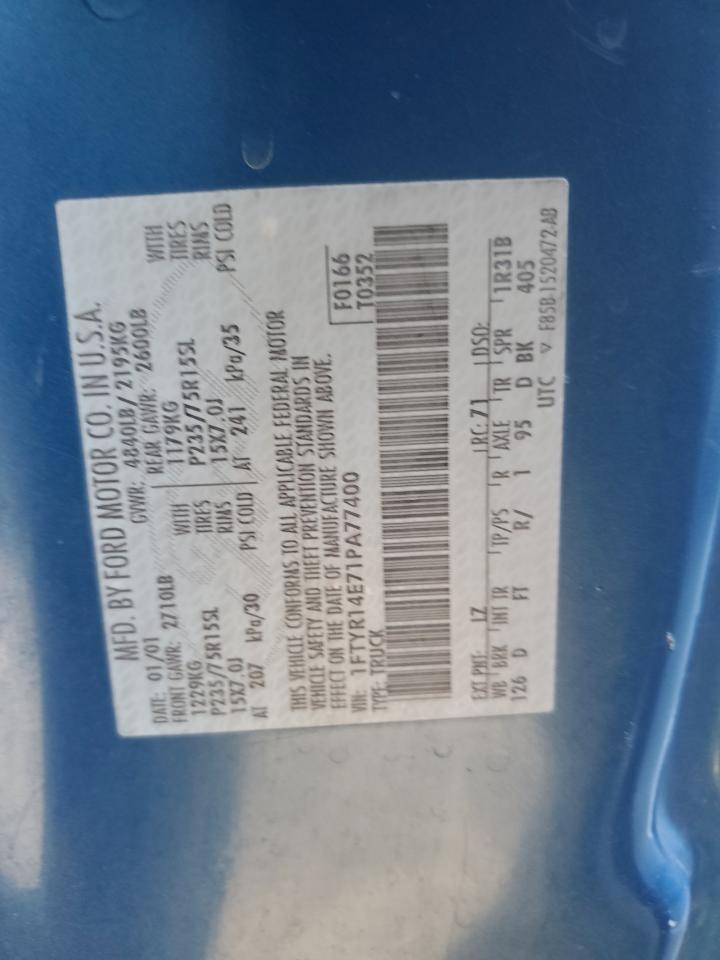 MFD. BY FORD MOTOR CO. IN U.S.A.
DATE: 01/01 GVWR: 4840LB/ 2195KG
FRONT GAWR: 2710LB REAR GAWR: 2600LB
1229KG WITH 1179KG WITH
P235/75R15SL TIRES P235/75R15SL TIRES
15X7.0J RIMS 15X7.0J RIMS
AT 207 kPa/30 PSI COLD AT 241 kPa/35 PSI COLD
THIS VEHICLE CONFORMS TO ALL APPLICABLE FEDERAL MOTOR
VEHICLE SAFETY AND THEFT PREVENTION STANDARDS IN
EFFECT ON THE DATE OF MANUFACTURE SHOWN ABOVE.
VIN: 1FTYR14E71PA77400 F0166
TYPE: TRUCK T0352
EXT PNT: LZ RC: 71 DSO:
WB BRK INT TR TP/PS R AXLE TR SPR 1R31B
126 D FT R/ 1 95 D BK 405
UTC ▽ F85B-1520472-AB